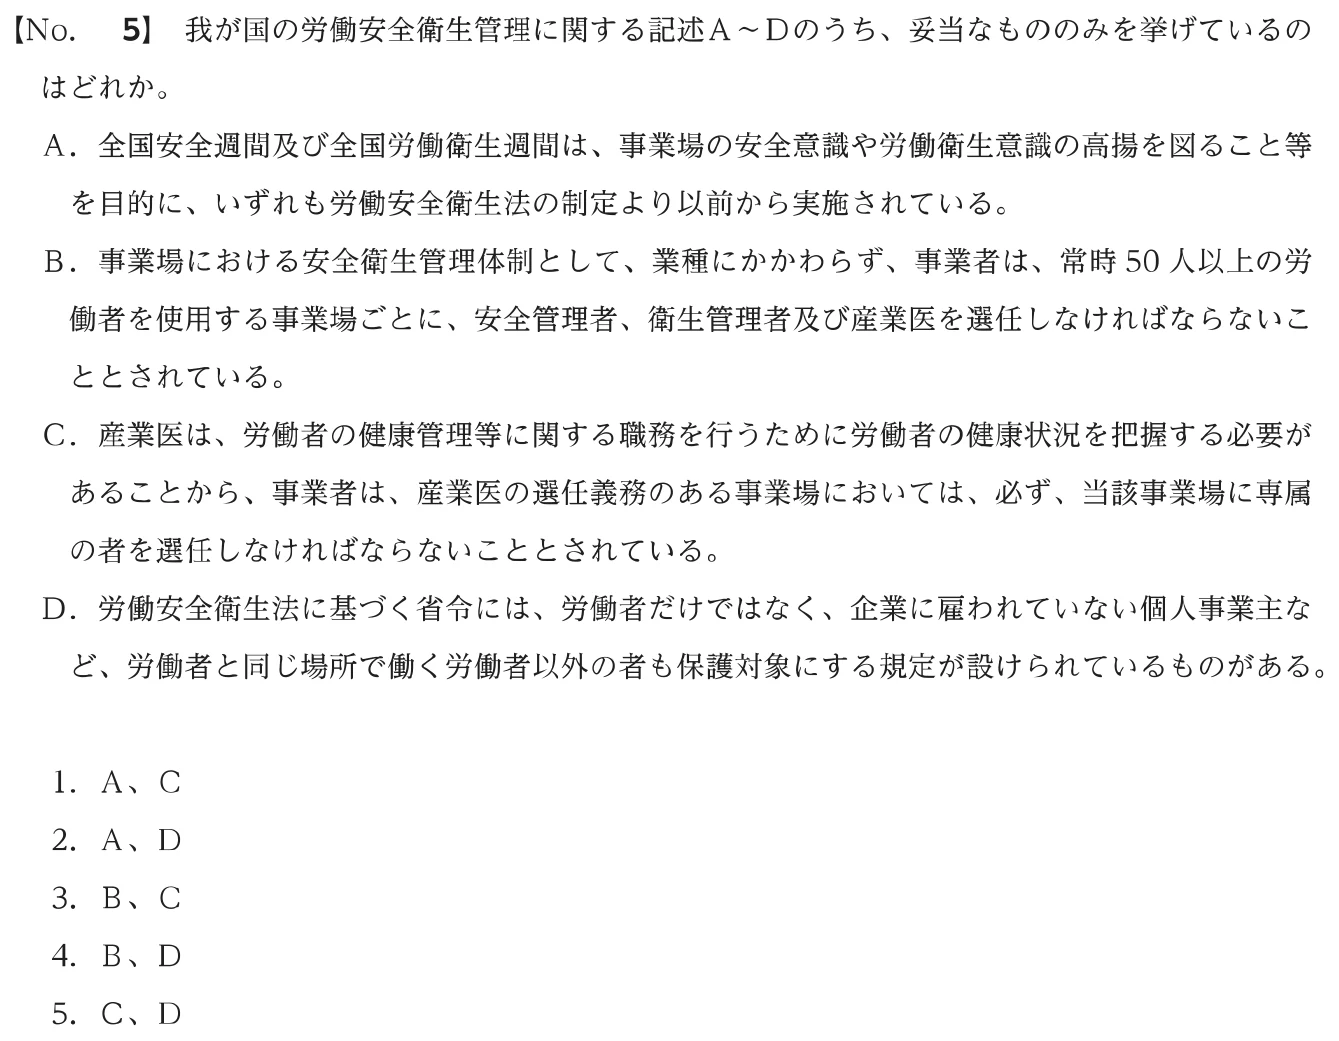 【No. 5】 我が国の労働安全衛生管理に関する記述A～Dのうち、妥当なもののみを挙げているの
はどれか。
A．全国安全週間及び全国労働衛生週間は、事業場の安全意識や労働衛生意識の高揚を図ること等
を目的に、いずれも労働安全衛生法の制定より以前から実施されている。
B．事業場における安全衛生管理体制として、業種にかかわらず、事業者は、常時 50 人以上の労
働者を使用する事業場ごとに、安全管理者、衛生管理者及び産業医を選任しなければならないこ
ととされている。
C．産業医は、労働者の健康管理等に関する職務を行うために労働者の健康状況を把握する必要が
あることから、事業者は、産業医の選任義務のある事業場においては、必ず、当該事業場に専属
の者を選任しなければならないこととされている。
D．労働安全衛生法に基づく省令には、労働者だけではなく、企業に雇われていない個人事業主な
ど、労働者と同じ場所で働く労働者以外の者も保護対象にする規定が設けられているものがある。
1．A、C
2．A、D
3．B、C
4．B、D
5．C、D